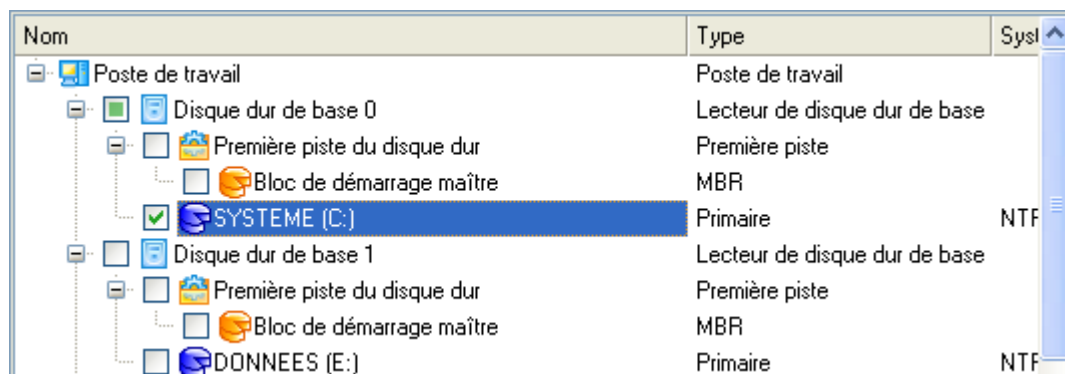 Nom Type Syst
Poste de travail Poste de travail
Disque dur de base 0 Lecteur de disque dur de base
Première piste du disque dur Première piste
Bloc de démarrage maître MBR
SYSTEME (C:) Primaire NTF
Disque dur de base 1 Lecteur de disque dur de base
Première piste du disque dur Première piste
Bloc de démarrage maître MBR
DONNEES (E:) Primaire NTF